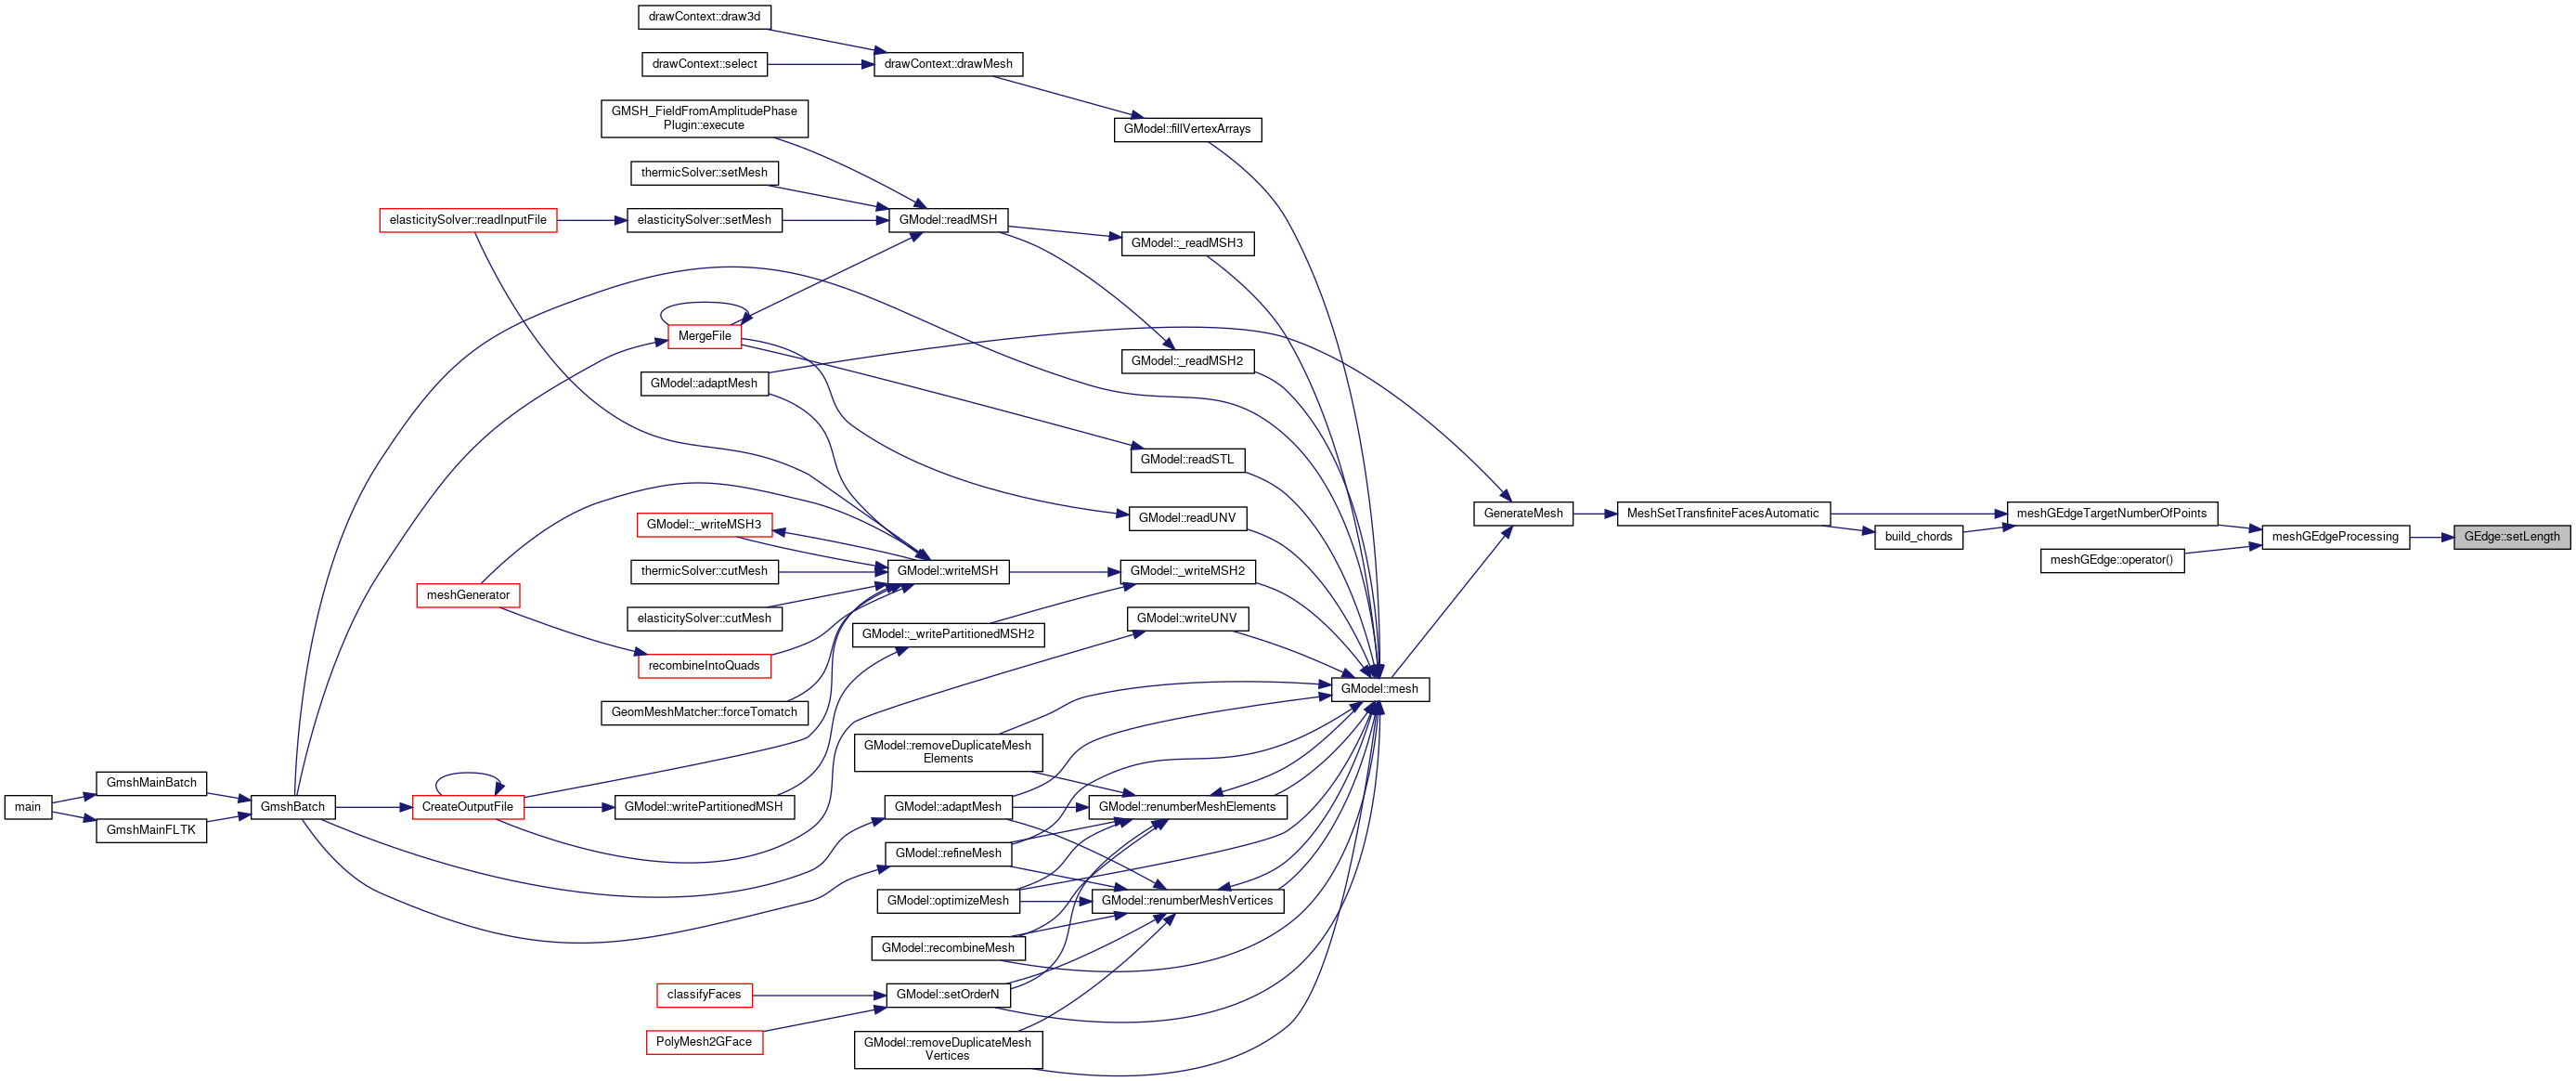 drawContext::draw3d
drawContext::select
drawContext::drawMesh
GMSH_FieldFromAmplitudePhase
Plugin::execute
GModel::fillVertexArrays
thermicSolver::setMesh
elasticitySolver::readInputFile
elasticitySolver::setMesh
GModel::readMSH
GModel::_readMSH3
MergeFile
GModel::_readMSH2
GModel::adaptMesh
GModel::readSTL
GModel::readUNV
GenerateMesh
MeshSetTransfiniteFacesAutomatic
meshGEdgeTargetNumberOfPoints
build_chords
meshGEdgeProcessing
GEdge::setLength
meshGEdge::operator()
GModel::_writeMSH3
thermicSolver::cutMesh
GModel::writeMSH
GModel::_writeMSH2
meshGenerator
elasticitySolver::cutMesh
GModel::writeUNV
GModel::_writePartitionedMSH2
recombineIntoQuads
GModel::mesh
GeomMeshMatcher::forceTomatch
GModel::removeDuplicateMesh
Elements
main
GmshMainBatch
GmshMainFLTK
GmshBatch
CreateOutputFile
GModel::writePartitionedMSH
GModel::adaptMesh
GModel::renumberMeshElements
GModel::refineMesh
GModel::optimizeMesh
GModel::renumberMeshVertices
GModel::recombineMesh
classifyFaces
GModel::setOrderN
PolyMesh2GFace
GModel::removeDuplicateMesh
Vertices